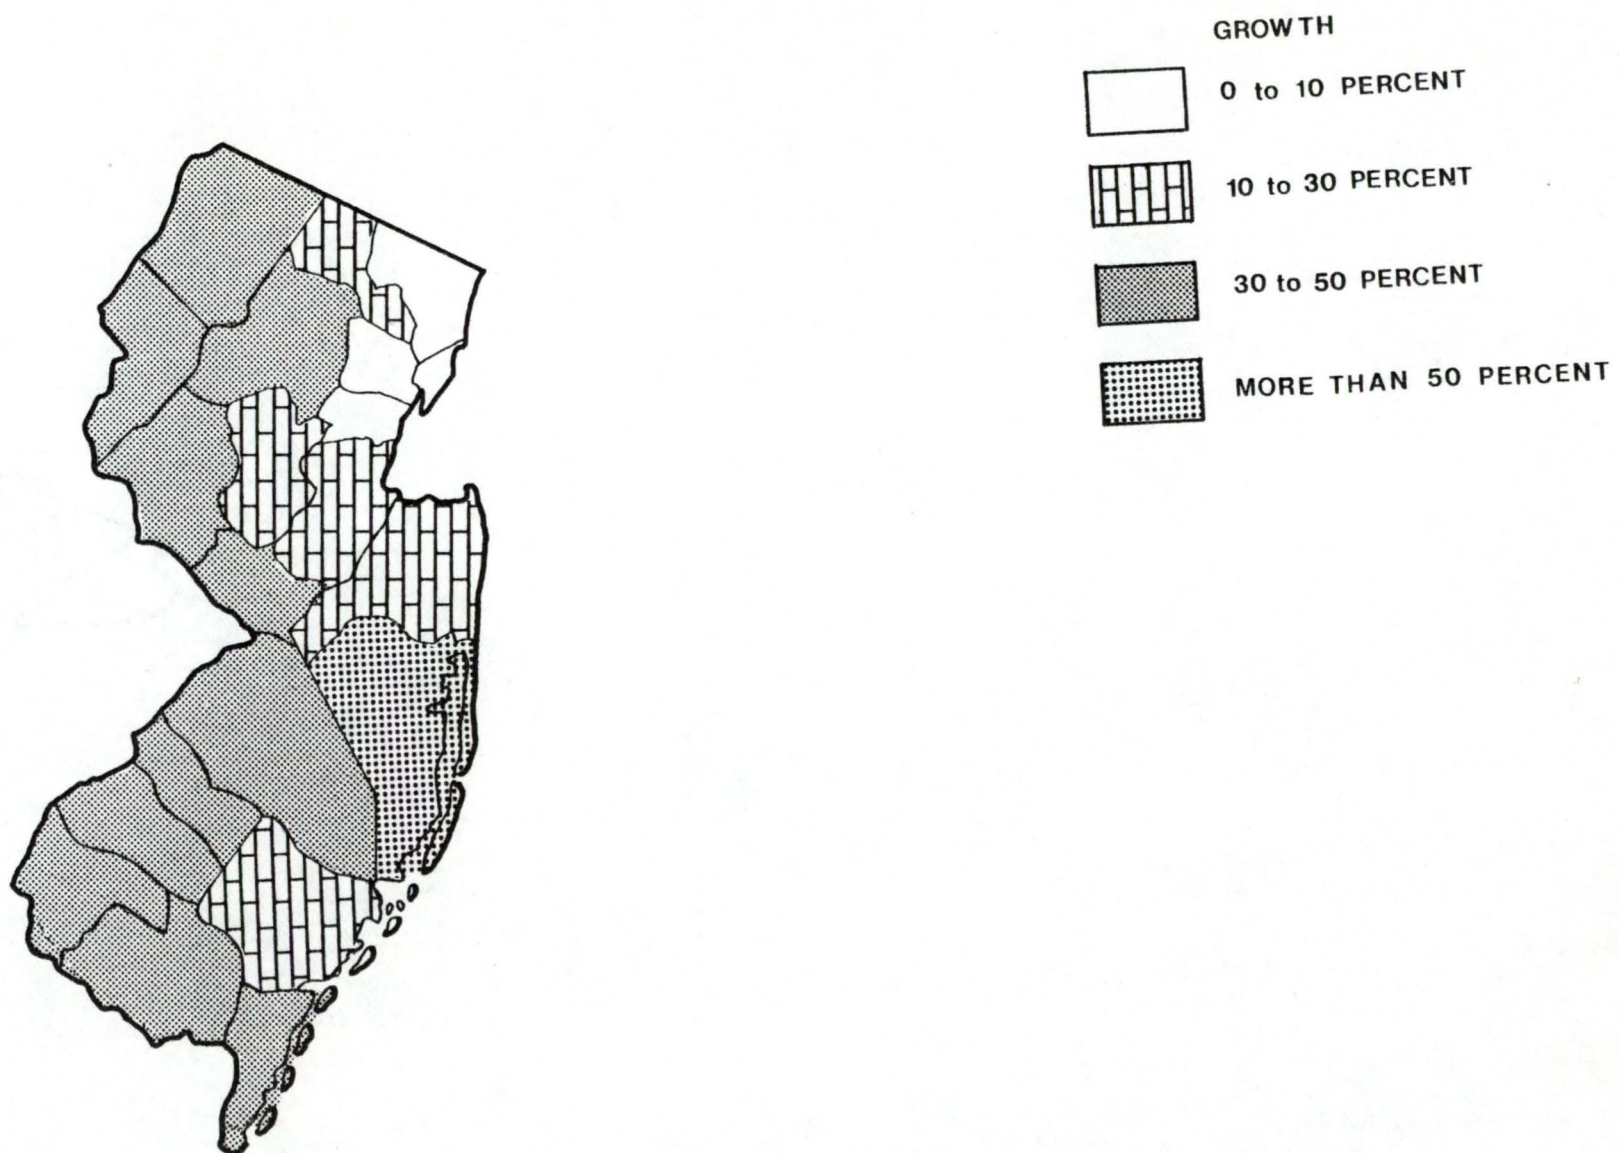 GROWTH
0 to 10 PERCENT
10 to 30 PERCENT
30 to 50 PERCENT
MORE THAN 50 PERCENT